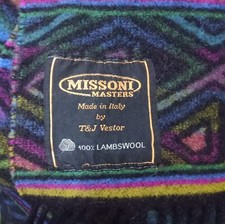 MISSONI
MASTERS
Made in Italy
by
T&J Vestor
100% LAMBSWOOL